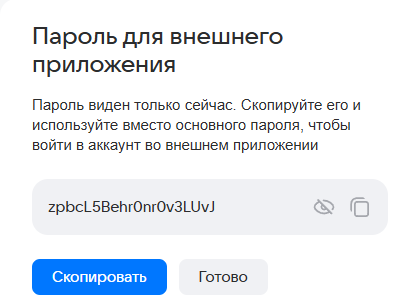 Пароль для внешнего
приложения
Пароль виден только сейчас. Скопируйте его и
используйте вместо основного пароля, чтобы
войти в аккаунт во внешнем приложении
zpbcL5Behr0nr0v3LUvJ
Скопировать
Готово